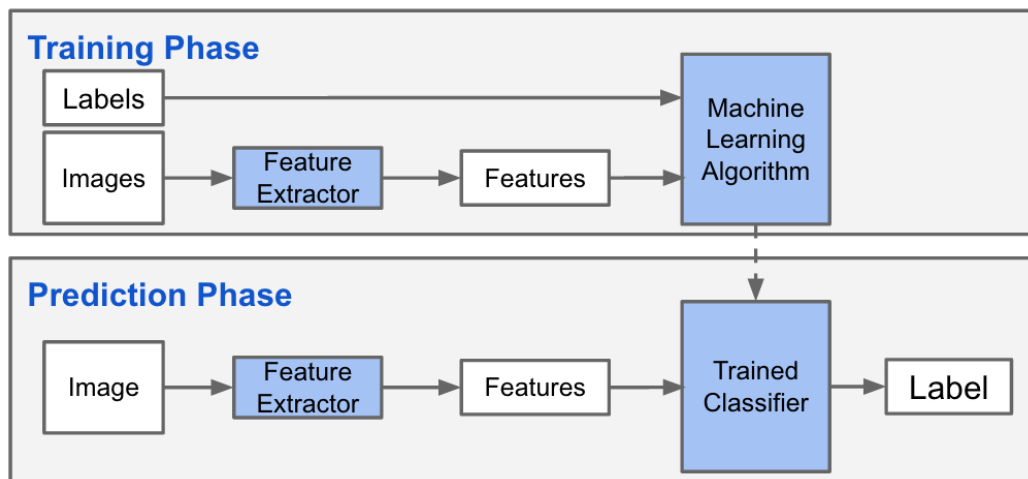 Training Phase
Labels
Machine
Learning
Algorithm
Images
Feature
Extractor
Features
Prediction Phase
Image
Feature
Extractor
Features
Trained
Classifier
Label